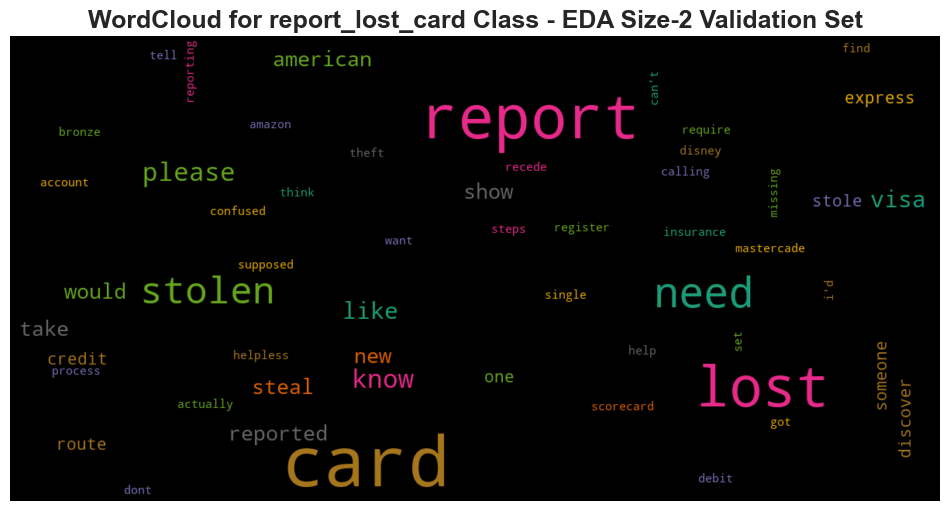 WordCloud for report_lost_card Class - EDA Size-2 Validation Set
tell
reporting
american
find
can't
express
report
amazon
bronze
require
theft
disney
please
recede
calling
account
think
show
missing
stole
visa
confused
steps
register
insurance
want
mastercade
supposed
would
stolen
need
i'd
single
like
take
set
credit
helpless
new
help
someone
process
know
one
lost
steal
discover
actually
scorecard
got
route
reported
card
debit
dont